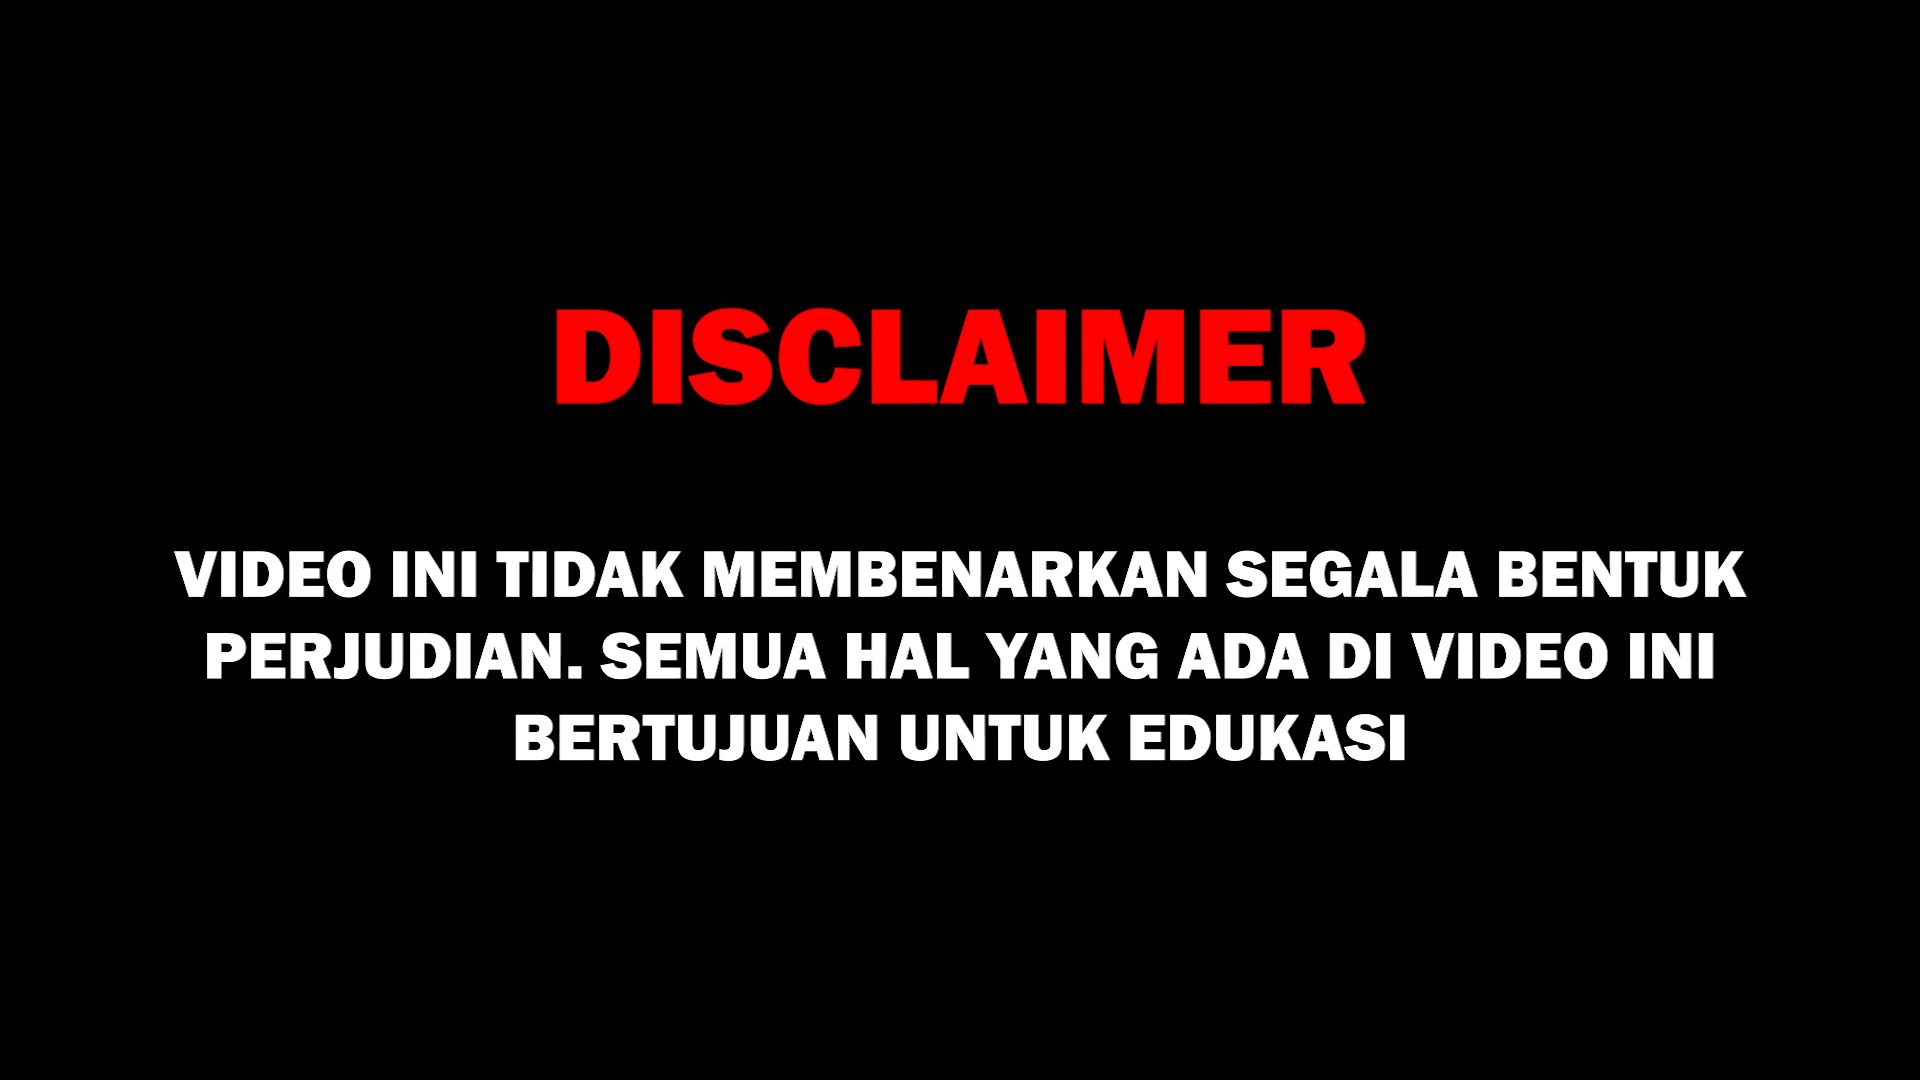 DISCLAIMER
VIDEO INI TIDAK MEMBENARKAN SEGALA BENTUK
PERJUDIAN. SEMUA HAL YANG ADA DI VIDEO INI
BERTUJUAN UNTUK EDUKASI